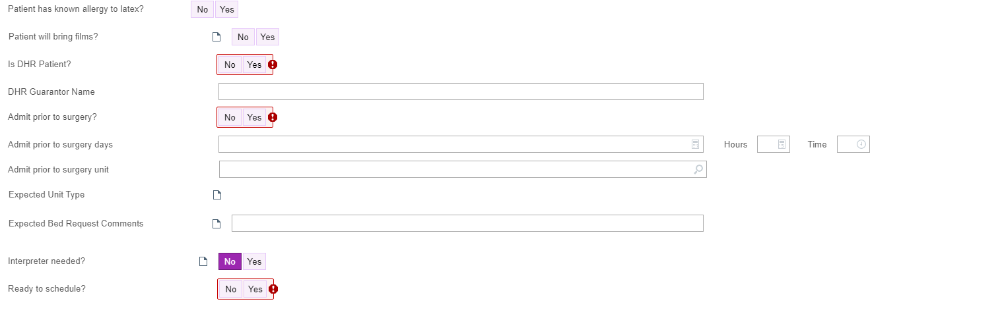 Patient has known allergy to latex? No Yes
Patient will bring films? No Yes
Is DHR Patient? No Yes
DHR Guarantor Name
Admit prior to surgery? No Yes
Admit prior to surgery days Hours Time
Admit prior to surgery unit
Expected Unit Type
Expected Bed Request Comments
Interpreter needed? No Yes
Ready to schedule? No Yes